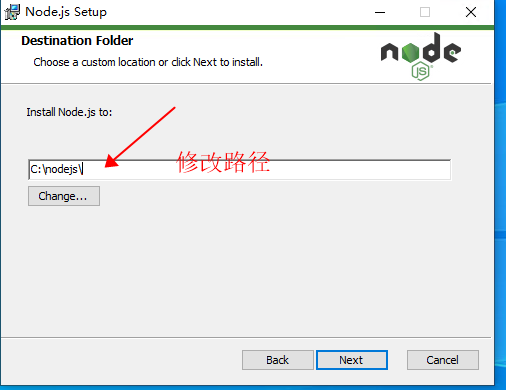 Node.js Setup
Destination Folder
Choose a custom location or click Next to install.
node
JS
Install Node.js to:
修改路径
C:\nodejs\
Change...
Back
Next
Cancel